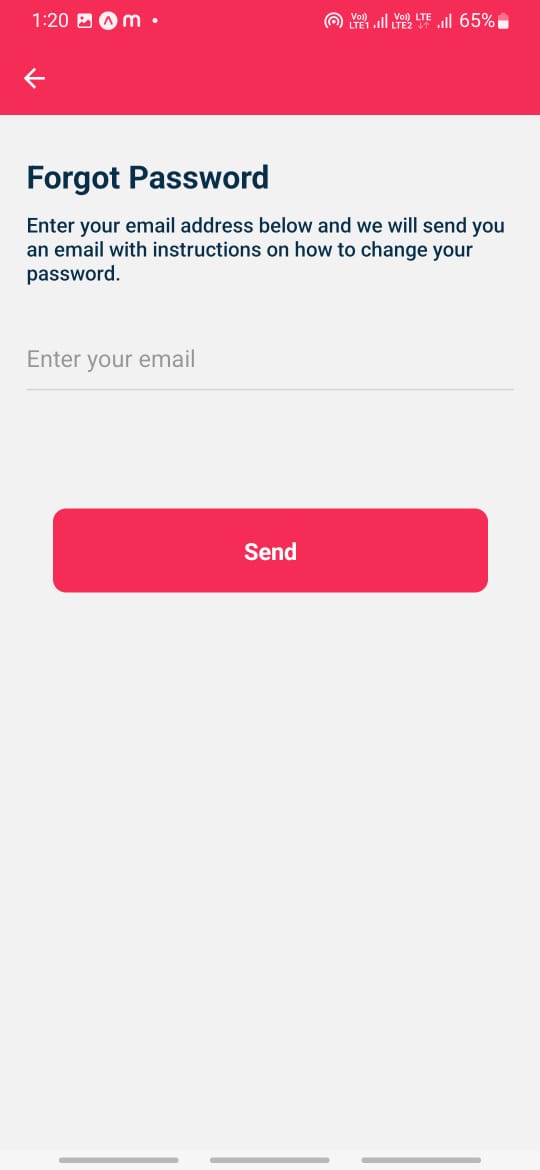 1:20 m
Vo)) LTE1 Vo)) LTE2 LTE 65%
Forgot Password
Enter your email address below and we will send you
an email with instructions on how to change your
password.
Enter your email
Send